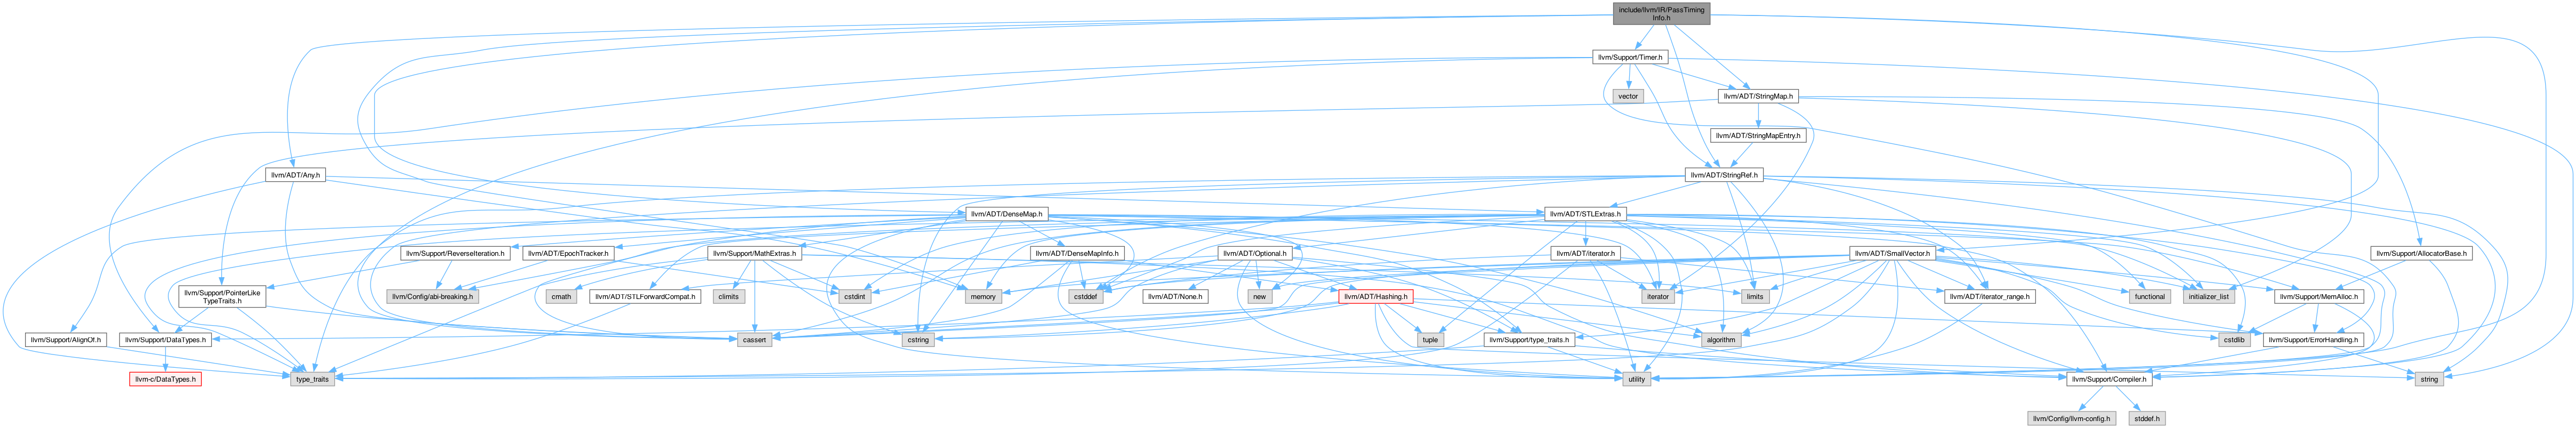 include/llvm/IR/PassTiming
Info.h
llvm/Support/Timer.h
vector
llvm/ADT/StringMap.h
llvm/ADT/StringMapEntry.h
llvm/ADT/Any.h
llvm/ADT/StringRef.h
llvm/ADT/DenseMap.h
llvm/ADT/STLExtras.h
llvm/Support/ReverseIteration.h
llvm/ADT/EpochTracker.h
llvm/Support/MathExtras.h
llvm/ADT/DenseMapInfo.h
llvm/ADT/Optional.h
llvm/ADT/iterator.h
llvm/ADT/SmallVector.h
llvm/Support/AllocatorBase.h
llvm/Support/PointerLike
TypeTraits.h
llvm/Config/abi-breaking.h
cmath
llvm/ADT/STLForwardCompat.h
climits
cstdint
memory
cstddef
llvm/ADT/None.h
new
llvm/ADT/Hashing.h
iterator
limits
llvm/ADT/iterator_range.h
functional
initializer_list
llvm/Support/MemAlloc.h
llvm/Support/AlignOf.h
llvm/Support/DataTypes.h
cassert
cstring
tuple
llvm/Support/type_traits.h
algorithm
cstdlib
llvm/Support/ErrorHandling.h
llvm-c/DataTypes.h
type_traits
utility
llvm/Support/Compiler.h
string
llvm/Config/llvm-config.h
stddef.h